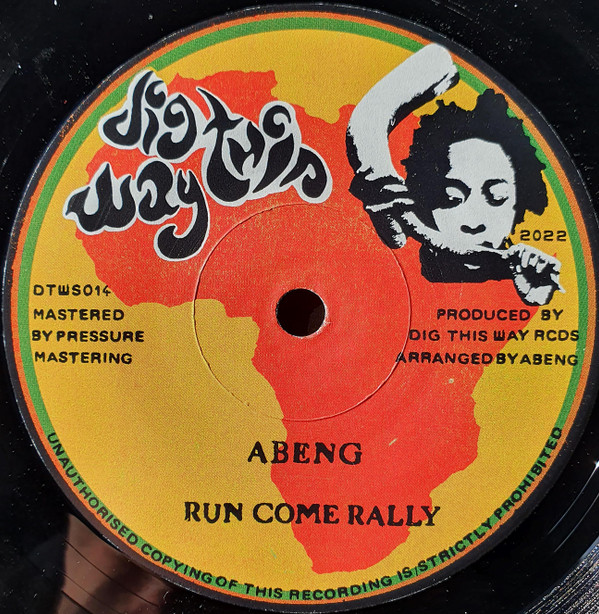 dig this
way
2022
DTWS014
MASTERED
BY PRESSURE
MASTERING
PRODUCED BY
DIG THIS WAY RCDS
ARRANGED BY ABENG
ABENG
RUN COME RALLY
UNAUTHORISED COPYING OF THIS RECORDING IS STRICTLY PROHIBITED